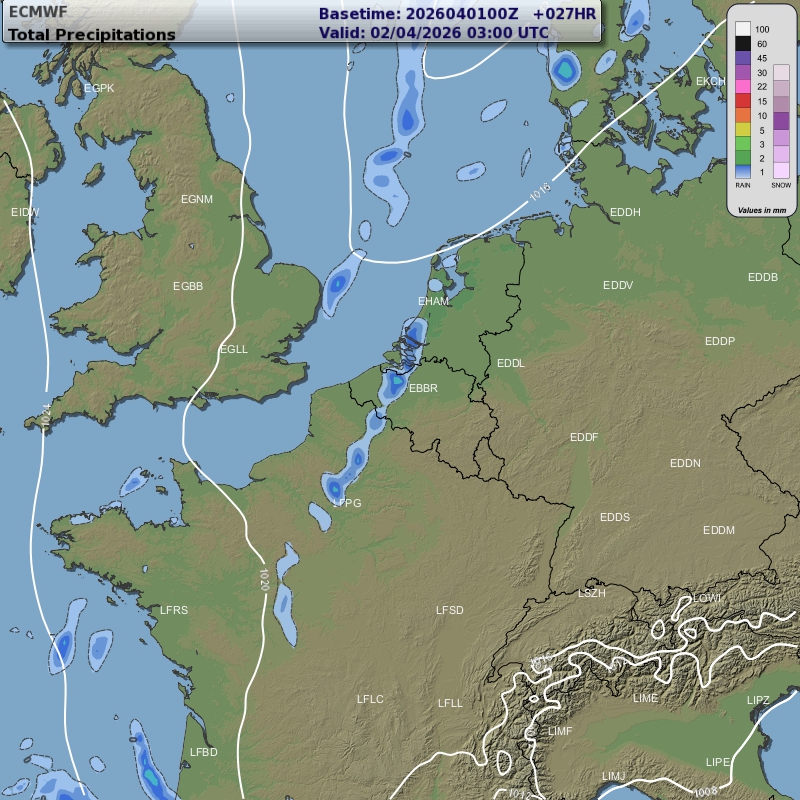 ECMWF
Basetime: 2026040100Z +027HR
Total Precipitations
Valid: 02/04/2026 03:00 UTC
100
60
45
30
22
15
10
5
3
2
1
RAIN SNOW
Values in mm
EGPK
EKCH
EIDW
EGNM
1016
EDDH
EGBB
EHAM
EDDV
EDDB
EGLL
EDDL
EDDP
EBBR
1024
EDDF
EDDN
LFPG
EDDS
EDDM
1020
LSZH
LOWI
LFRS
LFSD
LFLC
LFLL
LIME
LIPZ
LIMF
LFBD
LIPE
LIMJ
1012
1008